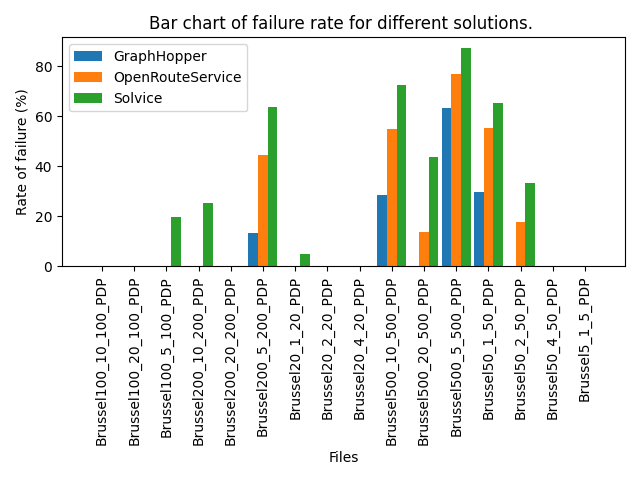 Bar chart of failure rate for different solutions.
GraphHopper
OpenRouteService
Solvice
Rate of failure (%)
80
60
40
20
0
Brussel100_10_100_PDP
Brussel100_20_100_PDP
Brussel100_5_100_PDP
Brussel200_10_200_PDP
Brussel200_20_200_PDP
Brussel200_5_200_PDP
Brussel20_1_20_PDP
Brussel20_2_20_PDP
Brussel20_4_20_PDP
Brussel500_10_500_PDP
Brussel500_20_500_PDP
Brussel500_5_500_PDP
Brussel50_1_50_PDP
Brussel50_2_50_PDP
Brussel50_4_50_PDP
Brussel5_1_5_PDP
Files